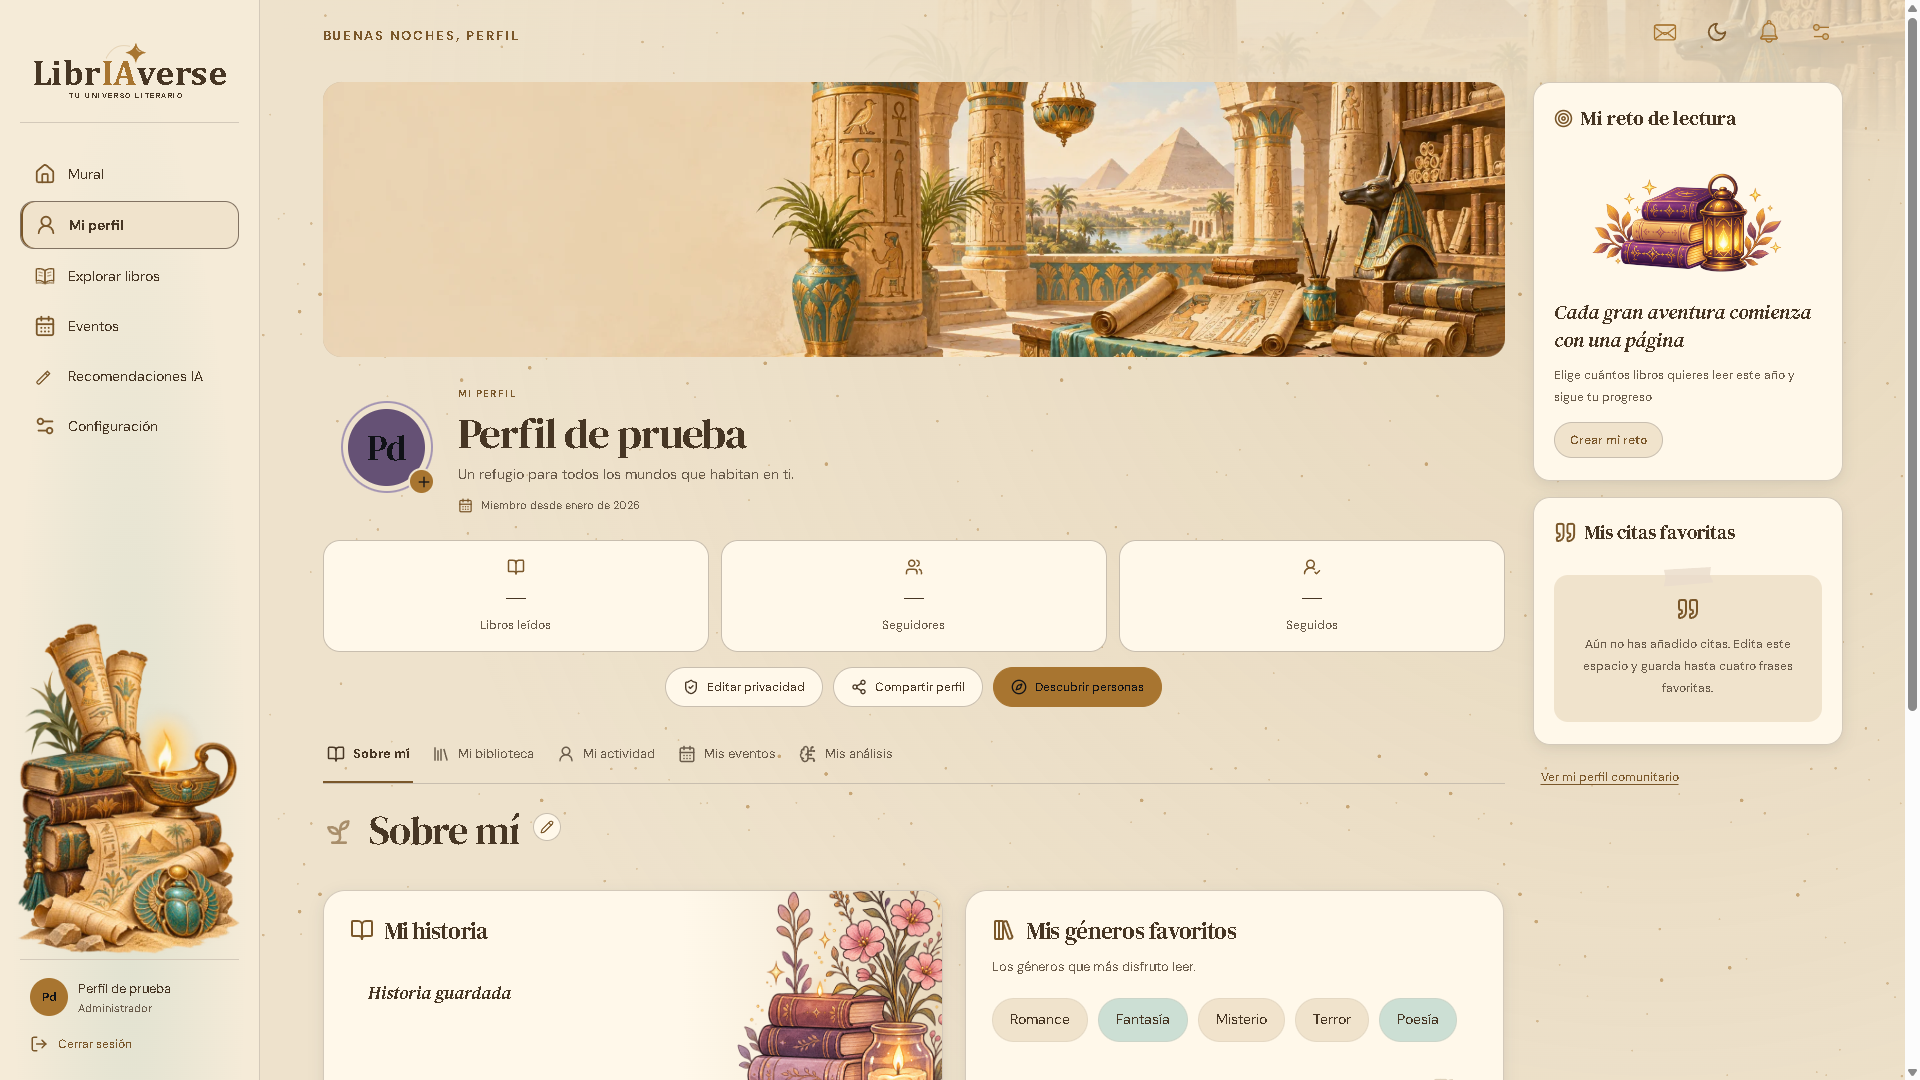 LibrIAverse
TU UNIVERSO LITERARIO
Mural
Mi perfil
Explorar libros
Eventos
Recomendaciones IA
Configuración
Pd
Perfil de prueba
Administrador
Cerrar sesión
BUENAS NOCHES, PERFIL
Pd
MI PERFIL
Perfil de prueba
Un refugio para todos los mundos que habitan en ti.
Miembro desde enero de 2026
—
Libros leídos
—
Seguidores
—
Seguidos
Editar privacidad
Compartir perfil
Descubrir personas
Sobre mí
Mi biblioteca
Mi actividad
Mis eventos
Mis análisis
Sobre mí
Mi historia
Historia guardada
Mis géneros favoritos
Los géneros que más disfruto leer.
Romance
Fantasía
Misterio
Terror
Poesía
Mi reto de lectura
Cada gran aventura comienza
con una página
Elige cuántos libros quieres leer este año y
sigue tu progreso
Crear mi reto
Mis citas favoritas
Aún no has añadido citas. Edita este
espacio y guarda hasta cuatro frases
favoritas.
Ver mi perfil comunitario